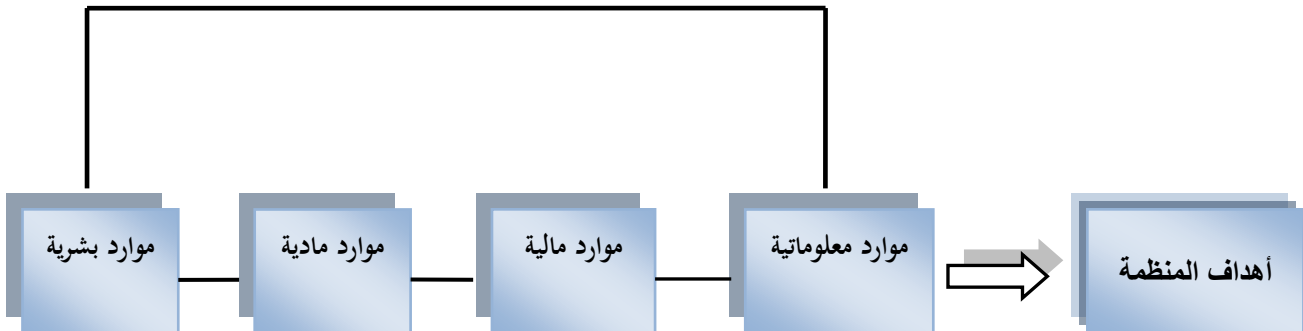 موارد بشرية
موارد مادية
موارد مالية
موارد معلوماتية
أهداف المنظمة